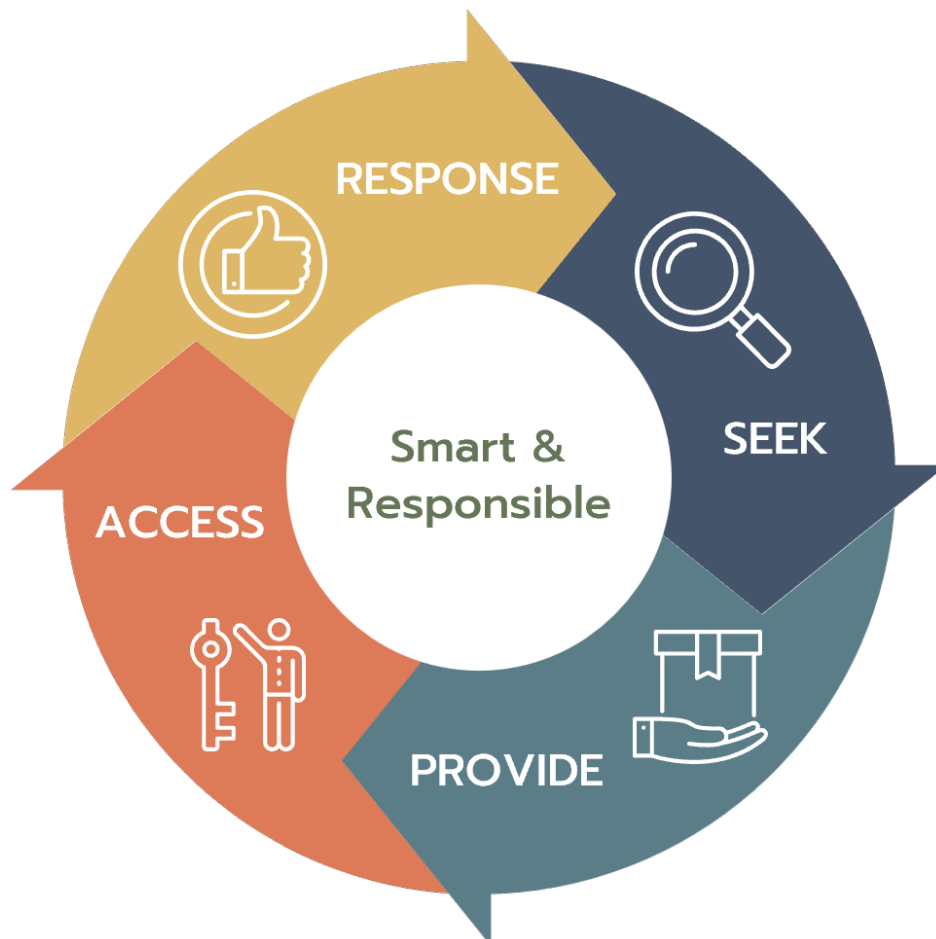 RESPONSE
SEEK
Smart &
Responsible
ACCESS
PROVIDE